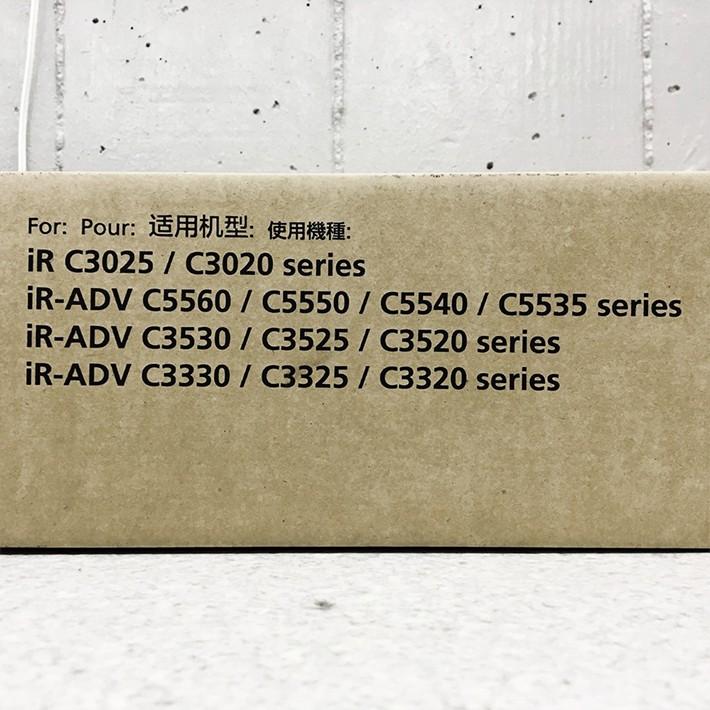 For: Pour: 适用机型: 使用機種:
iR C3025 / C3020 series
iR-ADV C5560 / C5550 / C5540 / C5535 series
iR-ADV C3530 / C3525 / C3520 series
iR-ADV C3330 / C3325 / C3320 series